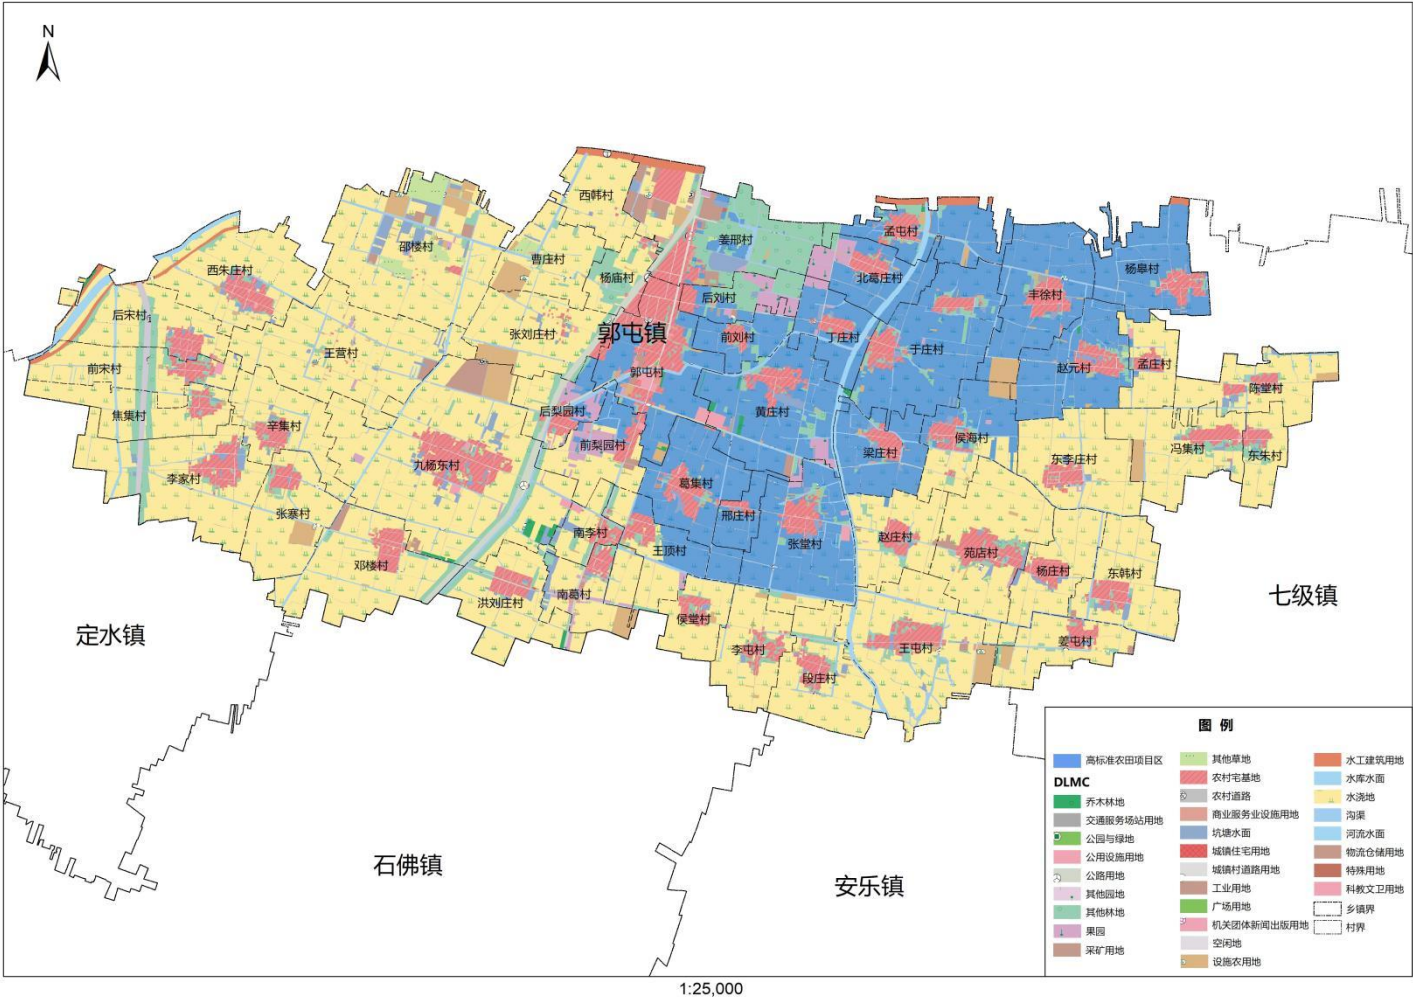 N
西韩村
姜邢村
孟屯村
邵楼村
曹庄村
杨庙村
北葛庄村
杨皋村
西朱庄村
后刘村
丰徐村
后宋村
张刘庄村
郭屯镇
前刘村
丁庄村
于庄村
王营村
赵元村
孟庄村
前宋村
郭屯村
陈堂村
焦集村
后梨园村
黄庄村
辛集村
前梨园村
梁庄村
侯海村
冯集村
东朱村
九杨东村
东李庄村
李家村
葛集村
张寨村
邢庄村
南李村
张堂村
赵庄村
王顶村
苑店村
邓楼村
杨庄村
东韩村
洪刘庄村
南葛村
侯堂村
七级镇
定水镇
李屯村
王屯村
姜屯村
段庄村
石佛镇
安乐镇
图 例
高标准农田项目区
DLMC
乔木林地
交通服务场站用地
公园与绿地
公用设施用地
公路用地
其他园地
其他林地
果园
采矿用地
其他草地
农村宅基地
农村道路
商业服务业设施用地
坑塘水面
城镇住宅用地
城镇村道路用地
工业用地
广场用地
机关团体新闻出版用地
空闲地
设施农用地
水工建筑用地
水库水面
水浇地
沟渠
河流水面
物流仓储用地
特殊用地
科教文卫用地
乡镇界
村界
1:25,000